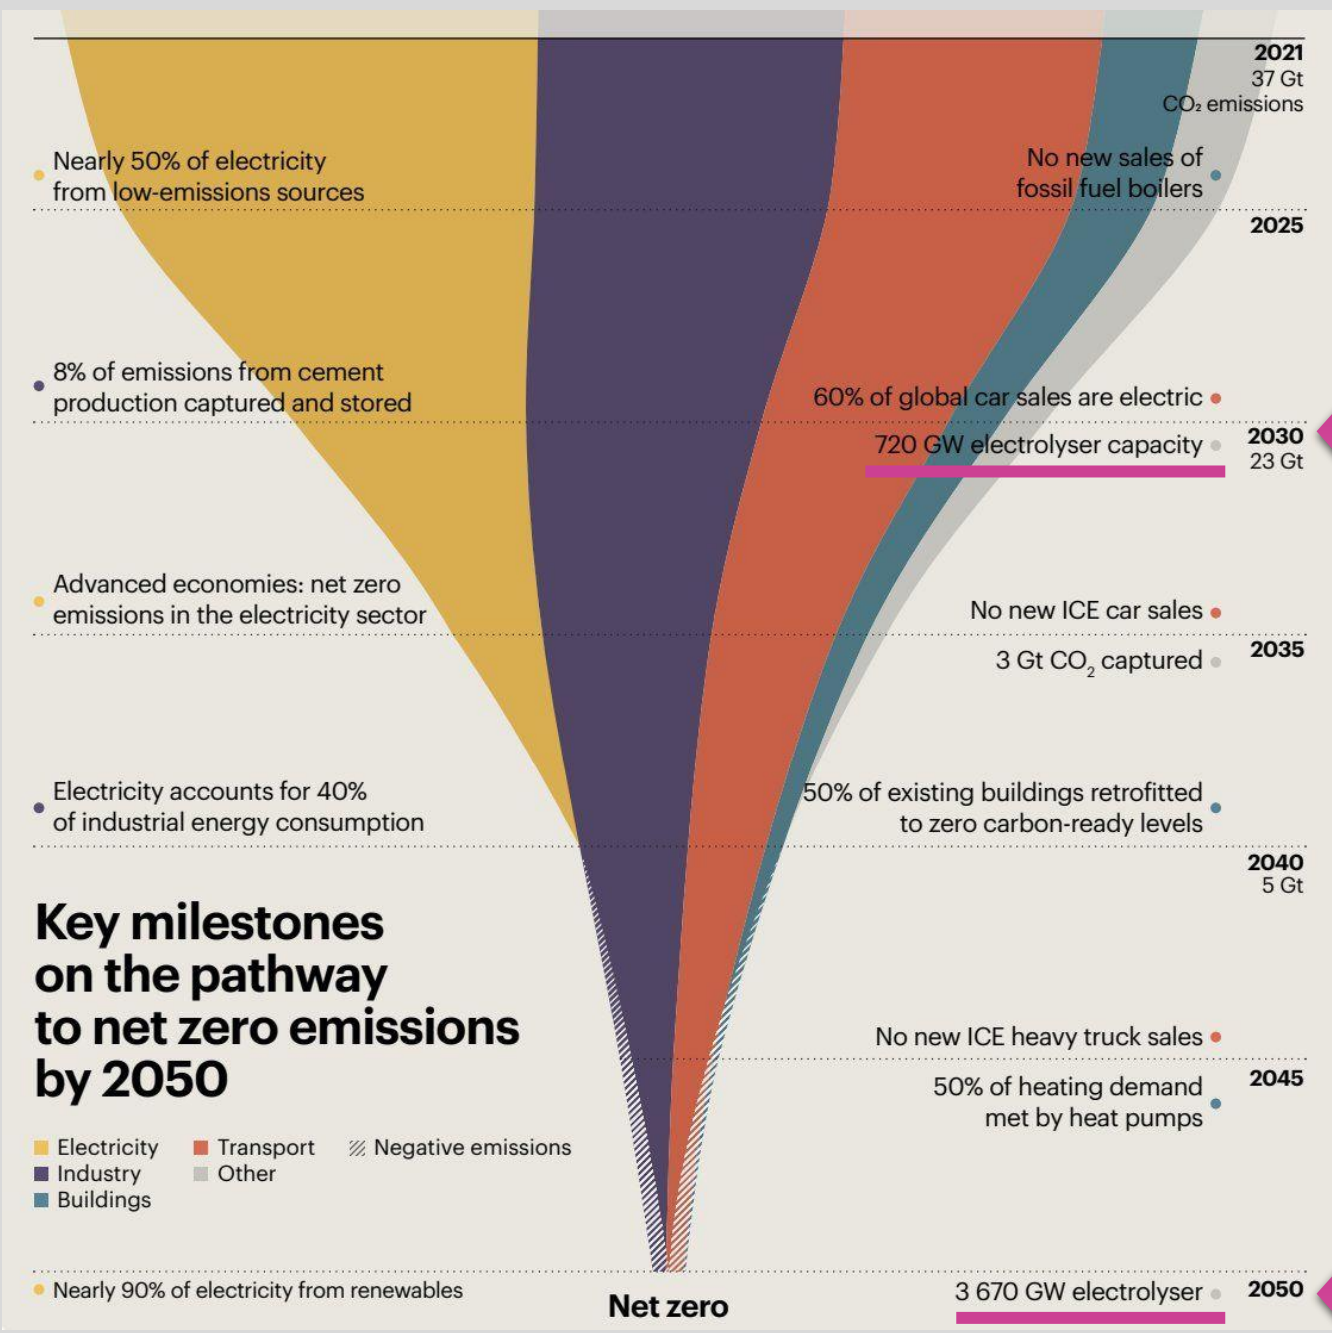 2021
37 Gt
CO₂ emissions
Nearly 50% of electricity
from low-emissions sources
No new sales of
fossil fuel boilers
2025
8% of emissions from cement
production captured and stored
60% of global car sales are electric
720 GW electrolyser capacity
2030
23 Gt
Advanced economies: net zero
emissions in the electricity sector
No new ICE car sales
3 Gt CO₂ captured
2035
Electricity accounts for 40%
of industrial energy consumption
50% of existing buildings retrofitted
to zero carbon-ready levels
2040
5 Gt
Key milestones
on the pathway
to net zero emissions
by 2050
No new ICE heavy truck sales
2045
50% of heating demand
met by heat pumps
Electricity
Transport
Negative emissions
Industry
Other
Buildings
Nearly 90% of electricity from renewables
Net zero
3 670 GW electrolyser
2050